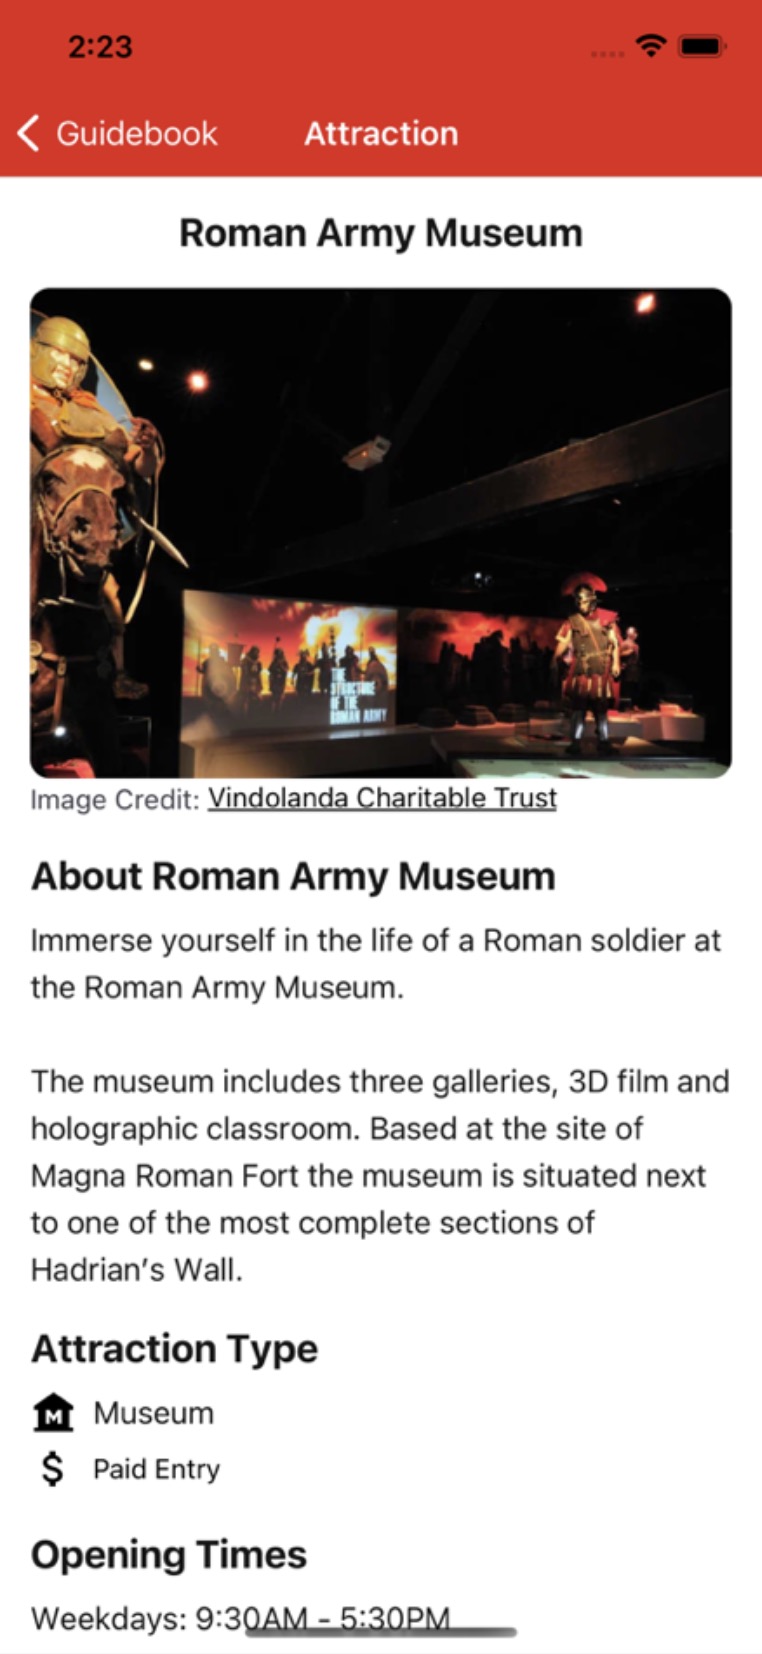 2:23
Guidebook
Attraction
Roman Army Museum
THE
STRUCTURE
OF THE
ROMAN ARMY
Image Credit: Vindolanda Charitable Trust
About Roman Army Museum
Immerse yourself in the life of a Roman soldier at
the Roman Army Museum.
The museum includes three galleries, 3D film and
holographic classroom. Based at the site of
Magna Roman Fort the museum is situated next
to one of the most complete sections of
Hadrian's Wall.
Attraction Type
M
Museum
$
Paid Entry
Opening Times
Weekdays: 9:30AM - 5:30PM